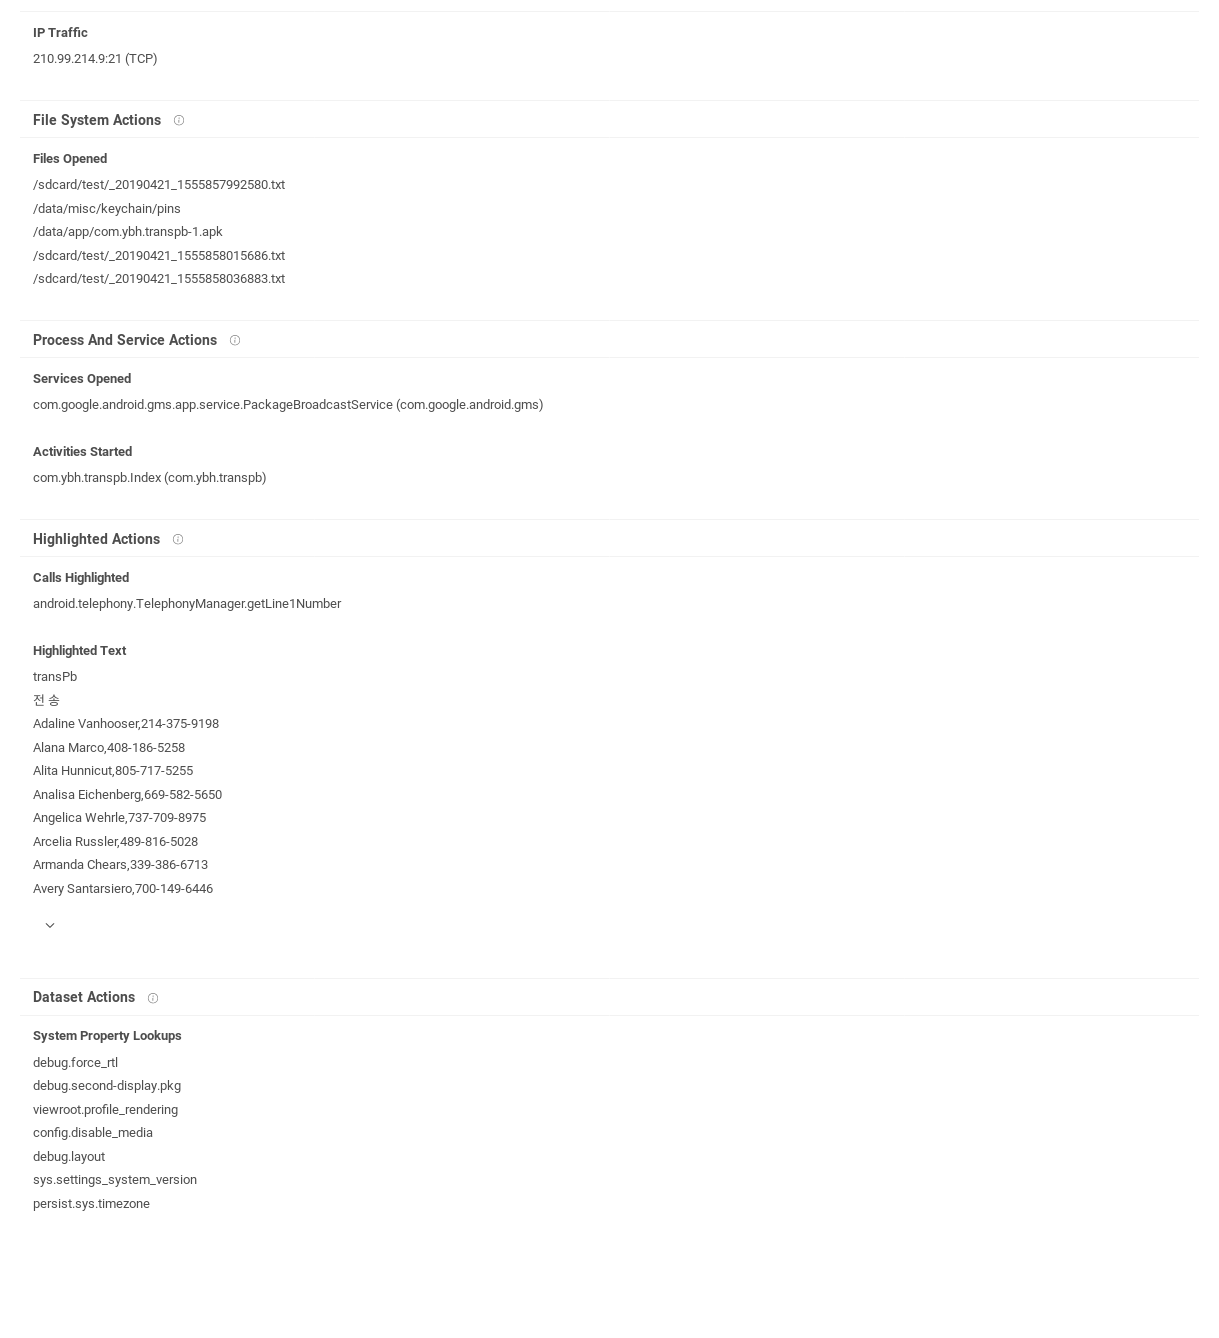 IP Traffic
210.99.214.9:21 (TCP)
File System Actions
Files Opened
/sdcard/test/_20190421_1555857992580.txt
/data/misc/keychain/pins
/data/app/com.ybh.transpb-1.apk
/sdcard/test/_20190421_1555858015686.txt
/sdcard/test/_20190421_1555858036883.txt
Process And Service Actions
Services Opened
com.google.android.gms.app.service.PackageBroadcastService (com.google.android.gms)
Activities Started
com.ybh.transpb.Index (com.ybh.transpb)
Highlighted Actions
Calls Highlighted
android.telephony.TelephonyManager.getLine1Number
Highlighted Text
transPb
전 송
Adaline Vanhooser,214-375-9198
Alana Marco,408-186-5258
Alita Hunnicut,805-717-5255
Analisa Eichenberg,669-582-5650
Angelica Wehrle,737-709-8975
Arcelia Russler,489-816-5028
Armanda Chears,339-386-6713
Avery Santarsiero,700-149-6446
Dataset Actions
System Property Lookups
debug.force_rtl
debug.second-display.pkg
viewroot.profile_rendering
config.disable_media
debug.layout
sys.settings_system_version
persist.sys.timezone